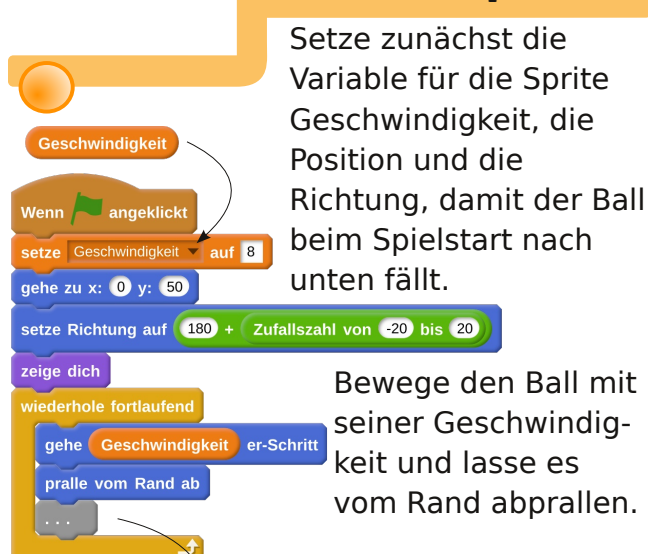 Setze zunächst die
Variable für die Sprite
Geschwindigkeit, die
Position und die
Richtung, damit der Ball
beim Spielstart nach
unten fällt.
Geschwindigkeit
Wenn angeklickt
setze Geschwindigkeit auf 8
gehe zu x: 0 y: 50
setze Richtung auf 180 + Zufallszahl von -20 bis 20
zeige dich
wiederhole fortlaufend
gehe Geschwindigkeit er-Schritt
pralle vom Rand ab
. . .
Bewege den Ball mit
seiner Geschwindig-
keit und lasse es
vom Rand abprallen.